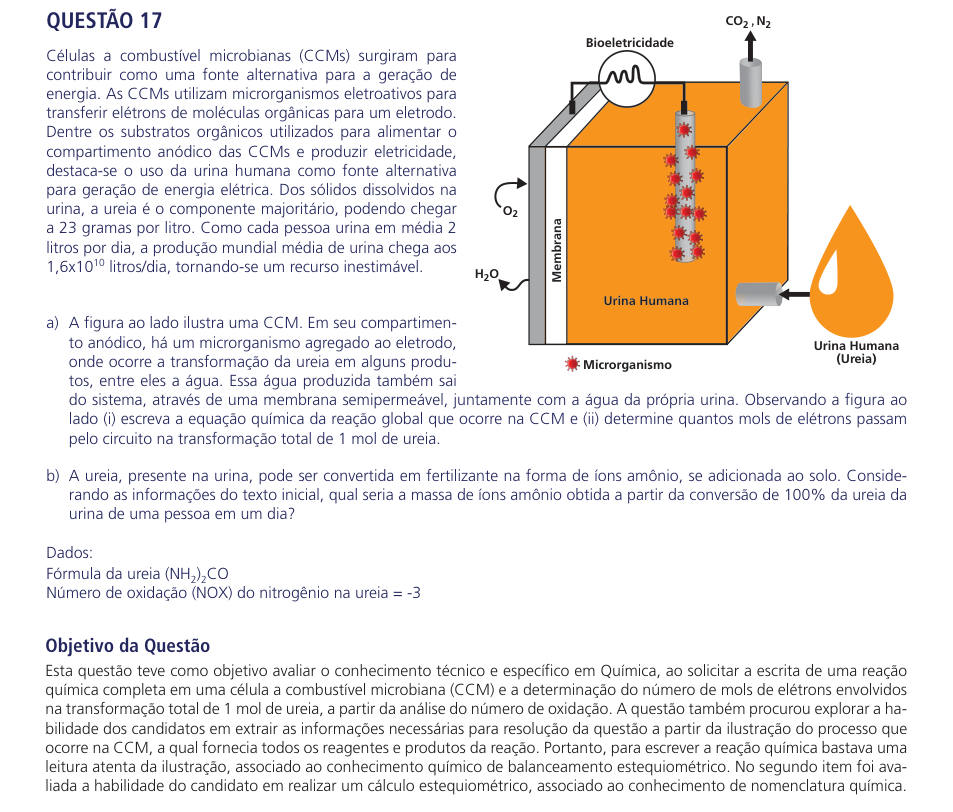 QUESTÃO 17
Células a combustível microbianas (CCMs) surgiram para
contribuir como uma fonte alternativa para a geração de
energia. As CCMs utilizam microrganismos eletroativos para
transferir elétrons de moléculas orgânicas para um eletrodo.
Dentre os substratos orgânicos utilizados para alimentar o
compartimento anódico das CCMs e produzir eletricidade,
destaca-se o uso da urina humana como fonte alternativa
para geração de energia elétrica. Dos sólidos dissolvidos na
urina, a ureia é o componente majoritário, podendo chegar
a 23 gramas por litro. Como cada pessoa urina em média 2
litros por dia, a produção mundial média de urina chega aos
1,6x10¹⁰ litros/dia, tornando-se um recurso inestimável.
CO₂ , N₂
Bioeletricidade
O₂
H₂O
Membrana
Urina Humana
Urina Humana
(Ureia)
Microrganismo
a) A figura ao lado ilustra uma CCM. Em seu compartimen-
to anódico, há um microrganismo agregado ao eletrodo,
onde ocorre a transformação da ureia em alguns produ-
tos, entre eles a água. Essa água produzida também sai
do sistema, através de uma membrana semipermeável, juntamente com a água da própria urina. Observando a figura ao
lado (i) escreva a equação química da reação global que ocorre na CCM e (ii) determine quantos mols de elétrons passam
pelo circuito na transformação total de 1 mol de ureia.
b) A ureia, presente na urina, pode ser convertida em fertilizante na forma de íons amônio, se adicionada ao solo. Conside-
rando as informações do texto inicial, qual seria a massa de íons amônio obtida a partir da conversão de 100% da ureia da
urina de uma pessoa em um dia?
Dados:
Fórmula da ureia (NH₂)₂CO
Número de oxidação (NOX) do nitrogênio na ureia = -3
Objetivo da Questão
Esta questão teve como objetivo avaliar o conhecimento técnico e específico em Química, ao solicitar a escrita de uma reação
química completa em uma célula a combustível microbiana (CCM) e a determinação do número de mols de elétrons envolvidos
na transformação total de 1 mol de ureia, a partir da análise do número de oxidação. A questão também procurou explorar a ha-
bilidade dos candidatos em extrair as informações necessárias para resolução da questão a partir da ilustração do processo que
ocorre na CCM, a qual fornecia todos os reagentes e produtos da reação. Portanto, para escrever a reação química bastava uma
leitura atenta da ilustração, associado ao conhecimento químico de balanceamento estequiométrico. No segundo item foi ava-
liada a habilidade do candidato em realizar um cálculo estequiométrico, associado ao conhecimento de nomenclatura química.